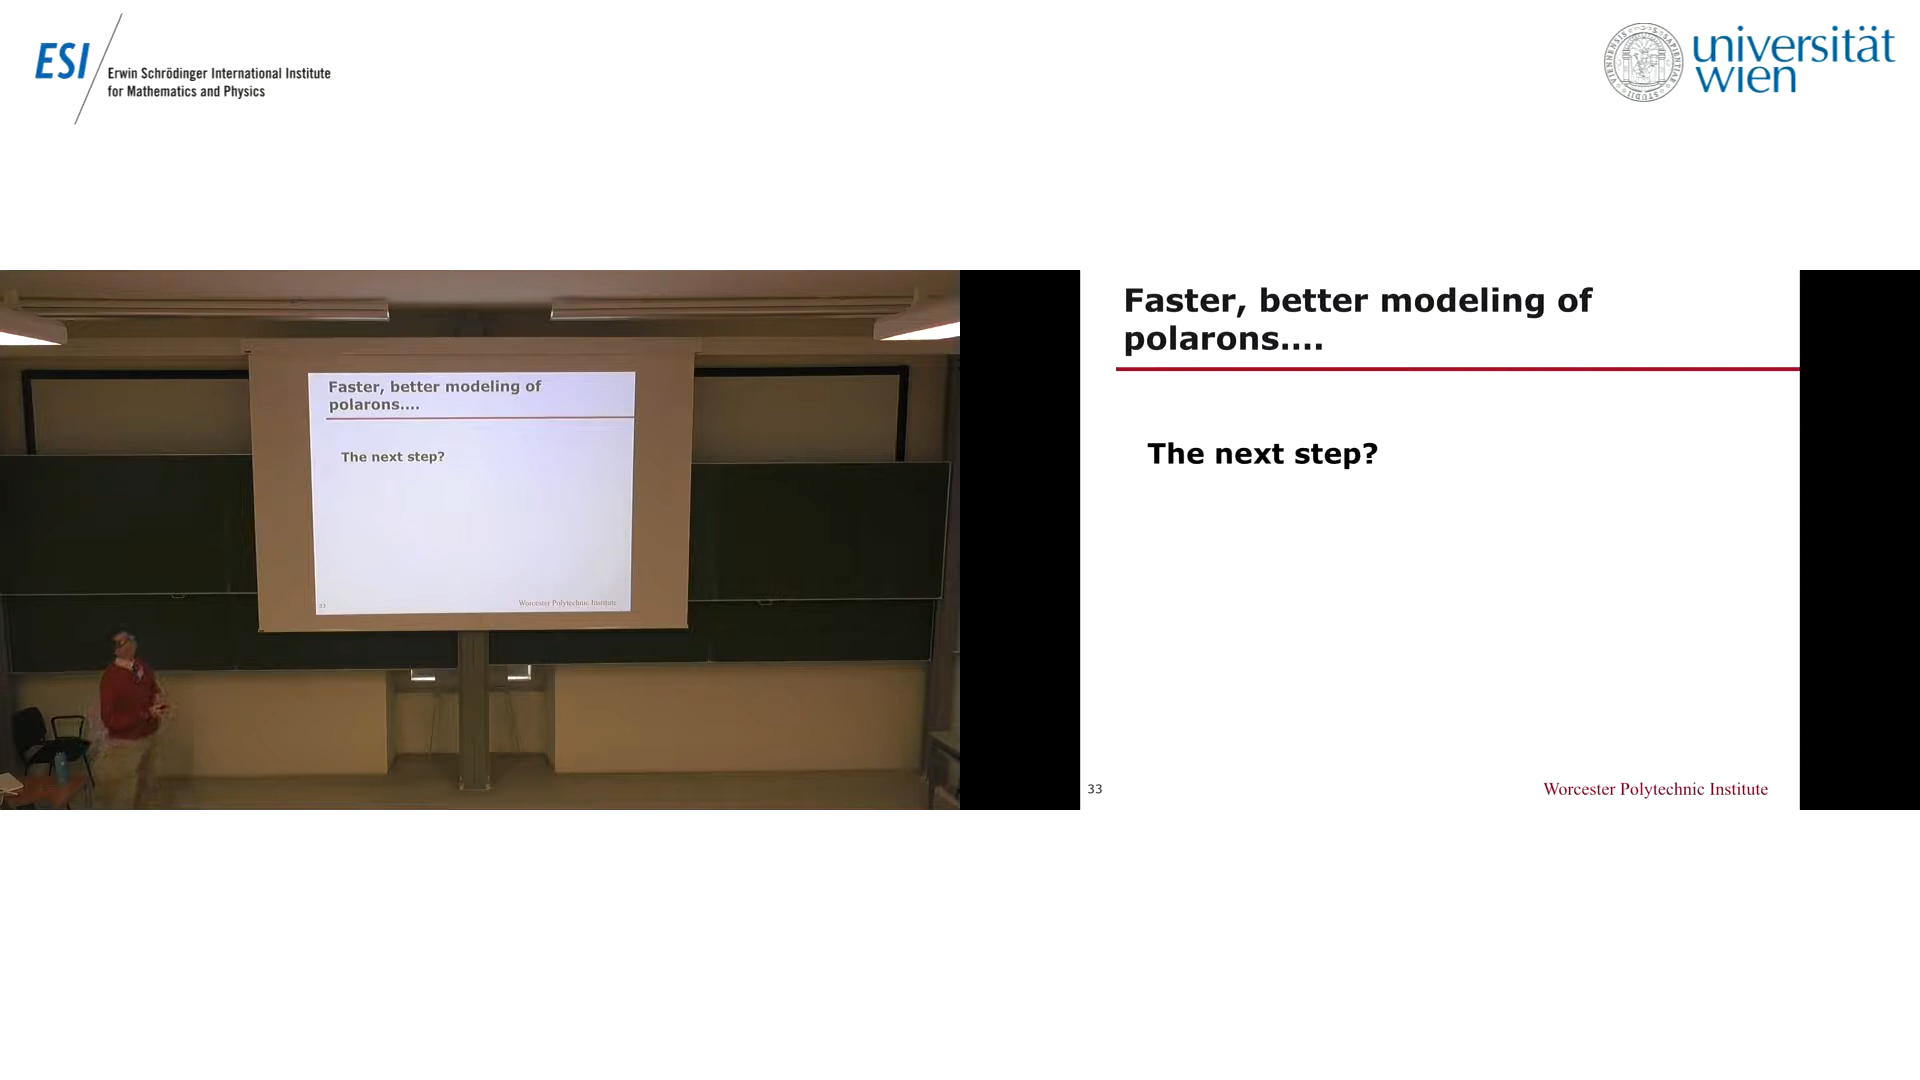 ESI
Erwin Schrödinger International Institute
for Mathematics and Physics
universität
wien
Faster, better modeling of
polarons....
The next step?
33
Worcester Polytechnic Institute
Faster, better modeling of
polarons....
The next step?
33
Worcester Polytechnic Institute